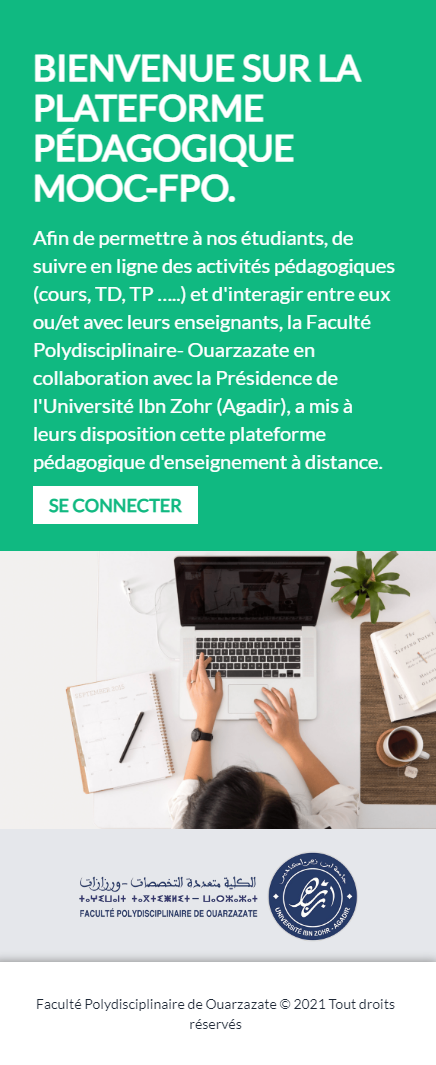 BIENVENUE SUR LA
PLATEFORME
PÉDAGOGIQUE
MOOC-FPO.
Afin de permettre à nos étudiants, de
suivre en ligne des activités pédagogiques
(cours, TD, TP …..) et d'interagir entre eux
ou/et avec leurs enseignants, la Faculté
Polydisciplinaire- Ouarzazate en
collaboration avec la Présidence de
l'Université Ibn Zohr (Agadir), a mis à
leurs disposition cette plateforme
pédagogique d'enseignement à distance.
SE CONNECTER
The
TIPPING POINT
الكلية متعددة التخصصات - ورزازات
FACULTÉ POLYDISCIPLINAIRE DE OUARZAZATE
جامعة ابن زهر أكادير
UNIVERSITÉ IBN ZOHR - AGADIR
Faculté Polydisciplinaire de Ouarzazate © 2021 Tout droits
réservés